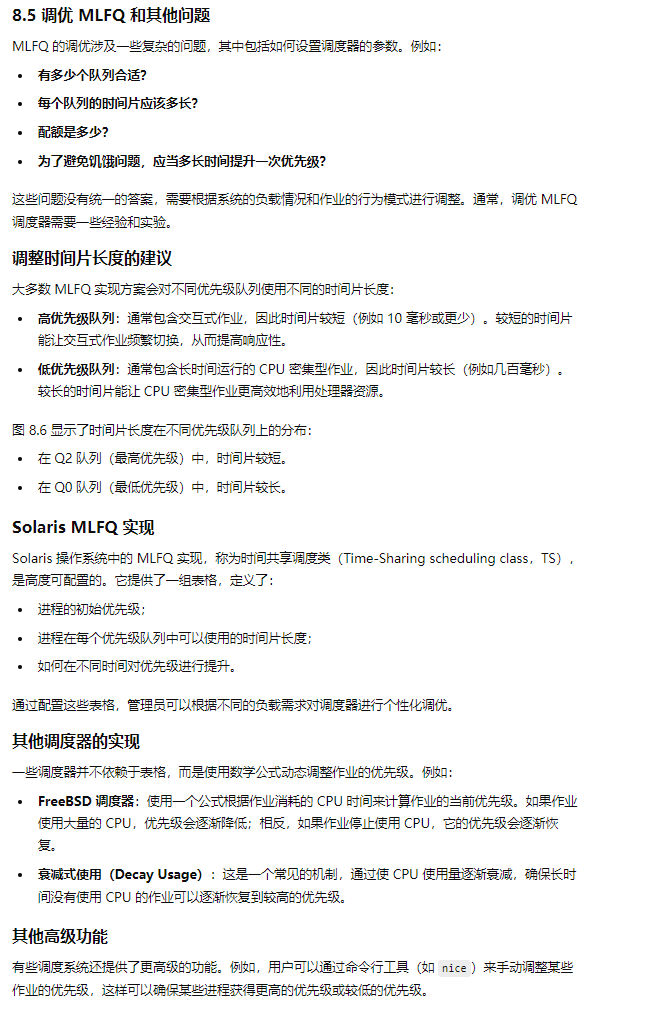 8.5 调优 MLFQ 和其他问题
MLFQ 的调优涉及一些复杂的问题，其中包括如何设置调度器的参数。例如：
• 有多少个队列合适？
• 每个队列的时间片应该多长？
• 配额是多少？
• 为了避免饥饿问题，应当多长时间提升一次优先级？
这些问题没有统一的答案，需要根据系统的负载情况和作业的行为模式进行调整。通常，调优 MLFQ
调度器需要一些经验和实验。
调整时间片长度的建议
大多数 MLFQ 实现方案会对不同优先级队列使用不同的时间片长度：
• 高优先级队列：通常包含交互式作业，因此时间片较短（例如 10 毫秒或更少）。较短的时间片
能让交互式作业频繁切换，从而提高响应性。
• 低优先级队列：通常包含长时间运行的 CPU 密集型作业，因此时间片较长（例如几百毫秒）。
较长的时间片能让 CPU 密集型作业更高效地利用处理器资源。
图 8.6 显示了时间片长度在不同优先级队列上的分布：
• 在 Q2 队列（最高优先级）中，时间片较短。
• 在 Q0 队列（最低优先级）中，时间片较长。
Solaris MLFQ 实现
Solaris 操作系统中的 MLFQ 实现，称为时间共享调度类（Time-Sharing scheduling class，TS），
是高度可配置的。它提供了一组表格，定义了：
• 进程的初始优先级；
• 进程在每个优先级队列中可以使用的时间片长度；
• 如何在不同时间对优先级进行提升。
通过配置这些表格，管理员可以根据不同的负载需求对调度器进行个性化调优。
其他调度器的实现
一些调度器并不依赖于表格，而是使用数学公式动态调整作业的优先级。例如：
• FreeBSD 调度器：使用一个公式根据作业消耗的 CPU 时间来计算作业的当前优先级。如果作业
使用大量的 CPU，优先级会逐渐降低；相反，如果作业停止使用 CPU，它的优先级会逐渐恢
复。
• 衰减式使用（Decay Usage）：这是一个常见的机制，通过使 CPU 使用量逐渐衰减，确保长时
间没有使用 CPU 的作业可以逐渐恢复到较高的优先级。
其他高级功能
有些调度系统还提供了更高级的功能。例如，用户可以通过命令行工具（如 nice）来手动调整某些
作业的优先级，这样可以确保某些进程获得更高的优先级或较低的优先级。